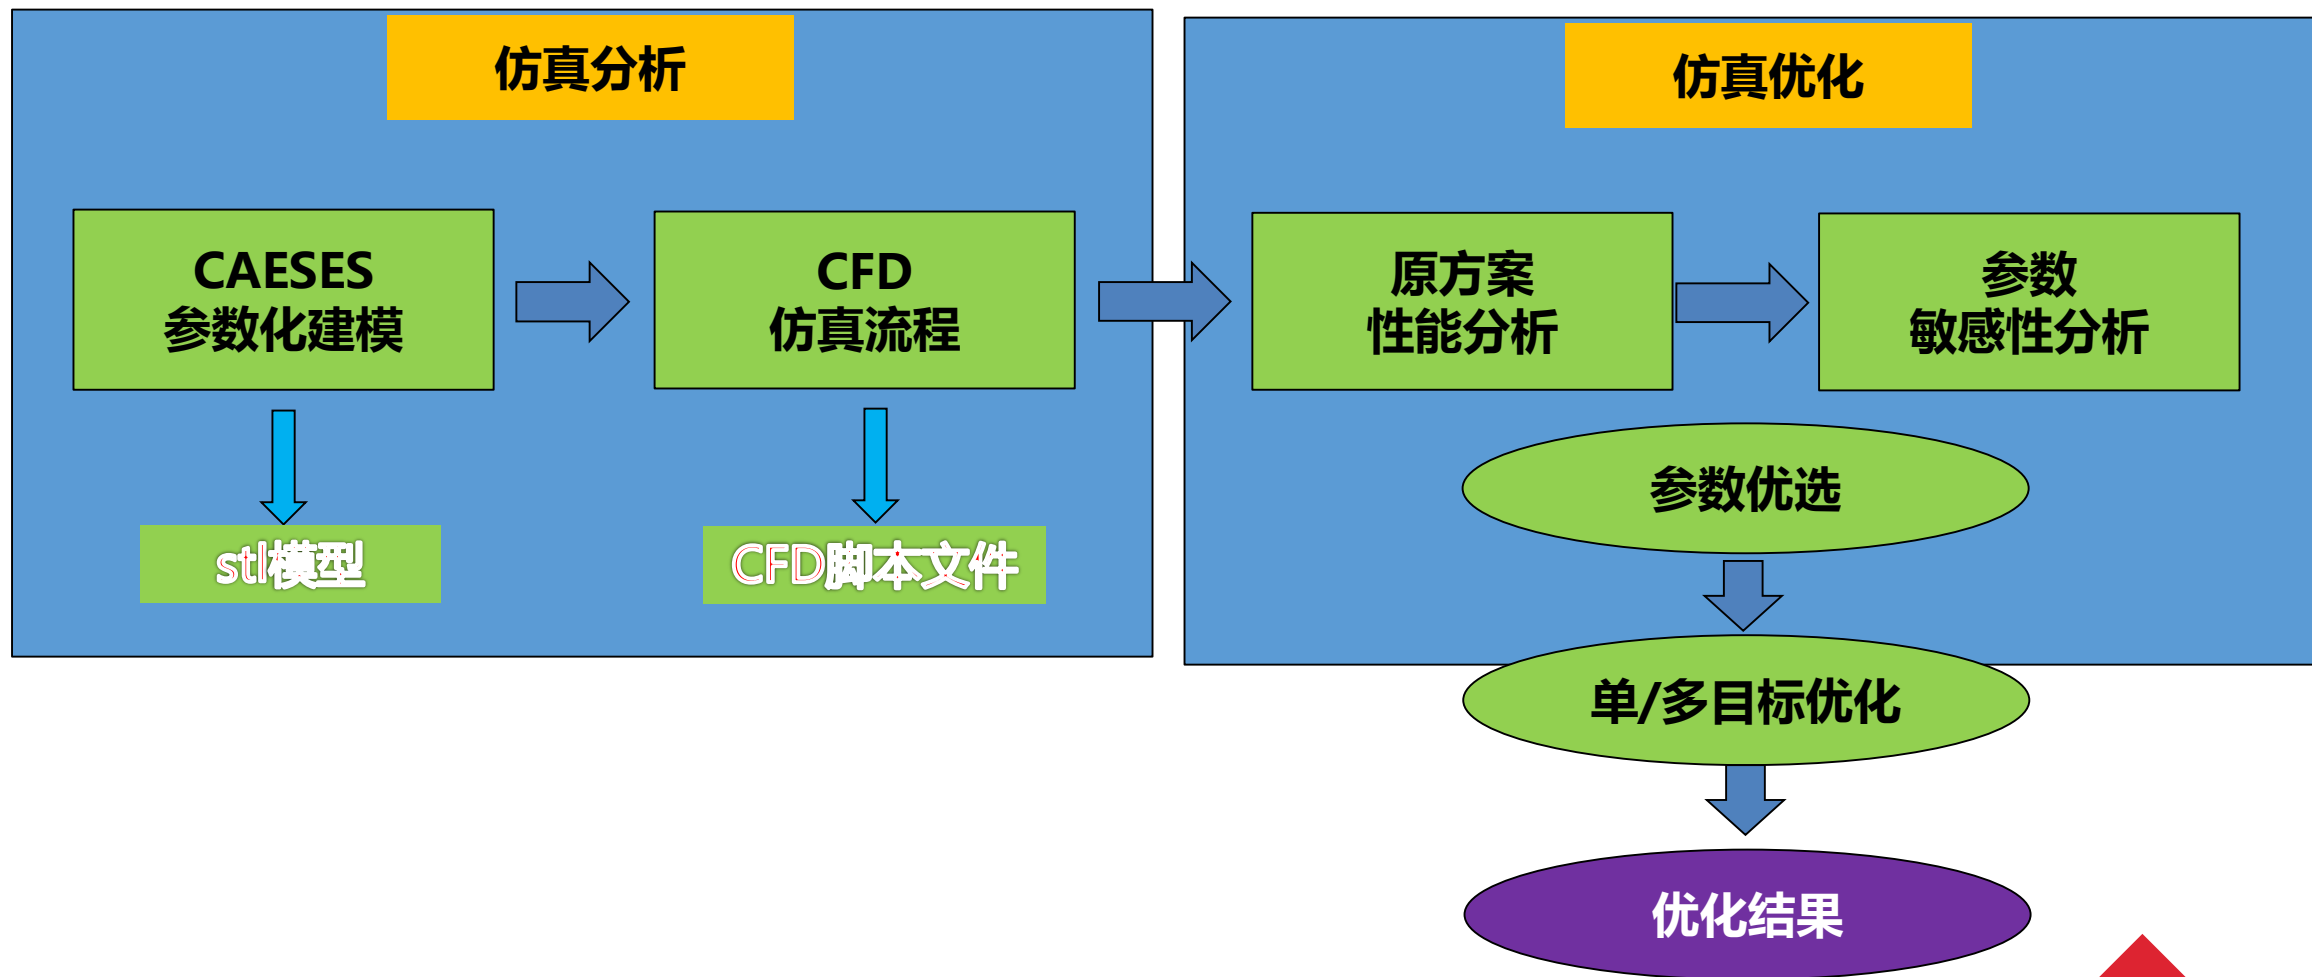 仿真分析
CAESES
参数化建模
CFD
仿真流程
stl模型
CFD脚本文件
仿真优化
原方案
性能分析
参数
敏感性分析
参数优选
单/多目标优化
优化结果